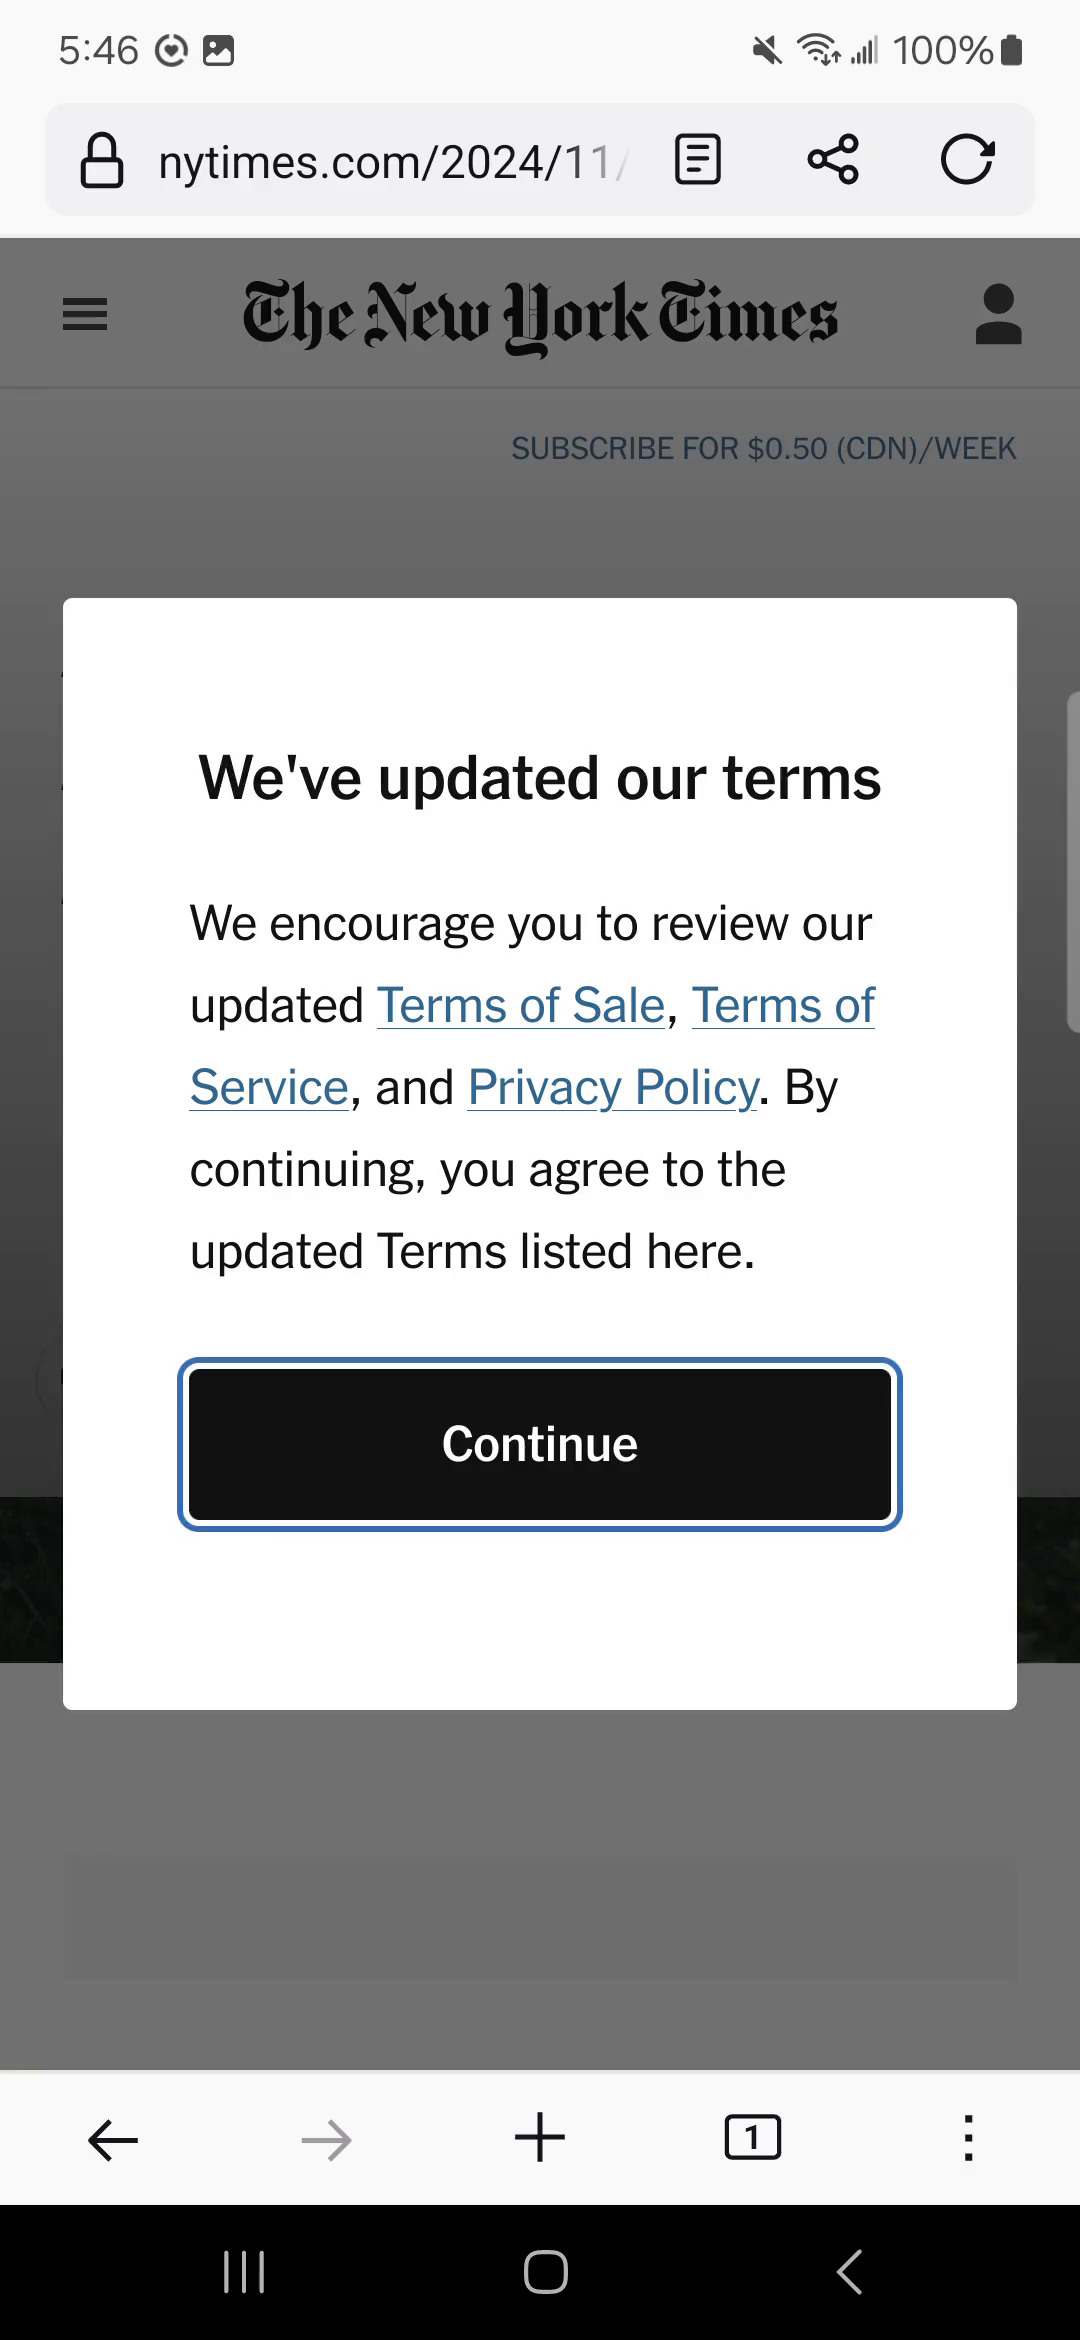 5:46 100%
nytimes.com/2024/11/
The New York Times
SUBSCRIBE FOR $0.50 (CDN)/WEEK
We've updated our terms
We encourage you to review our
updated Terms of Sale, Terms of
Service, and Privacy Policy. By
continuing, you agree to the
updated Terms listed here.
Continue
1